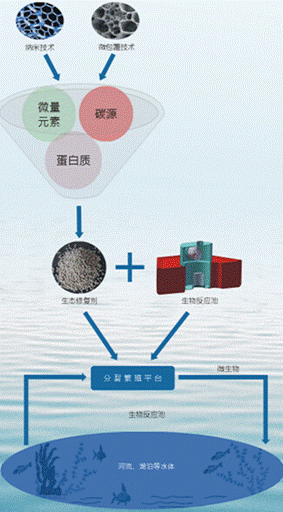 纳米技术
微包覆技术
微量
元素
碳源
蛋白质
生态修复剂
生物反应池
分裂繁殖平台
微生物
生物反应池
河流、湖泊等水体